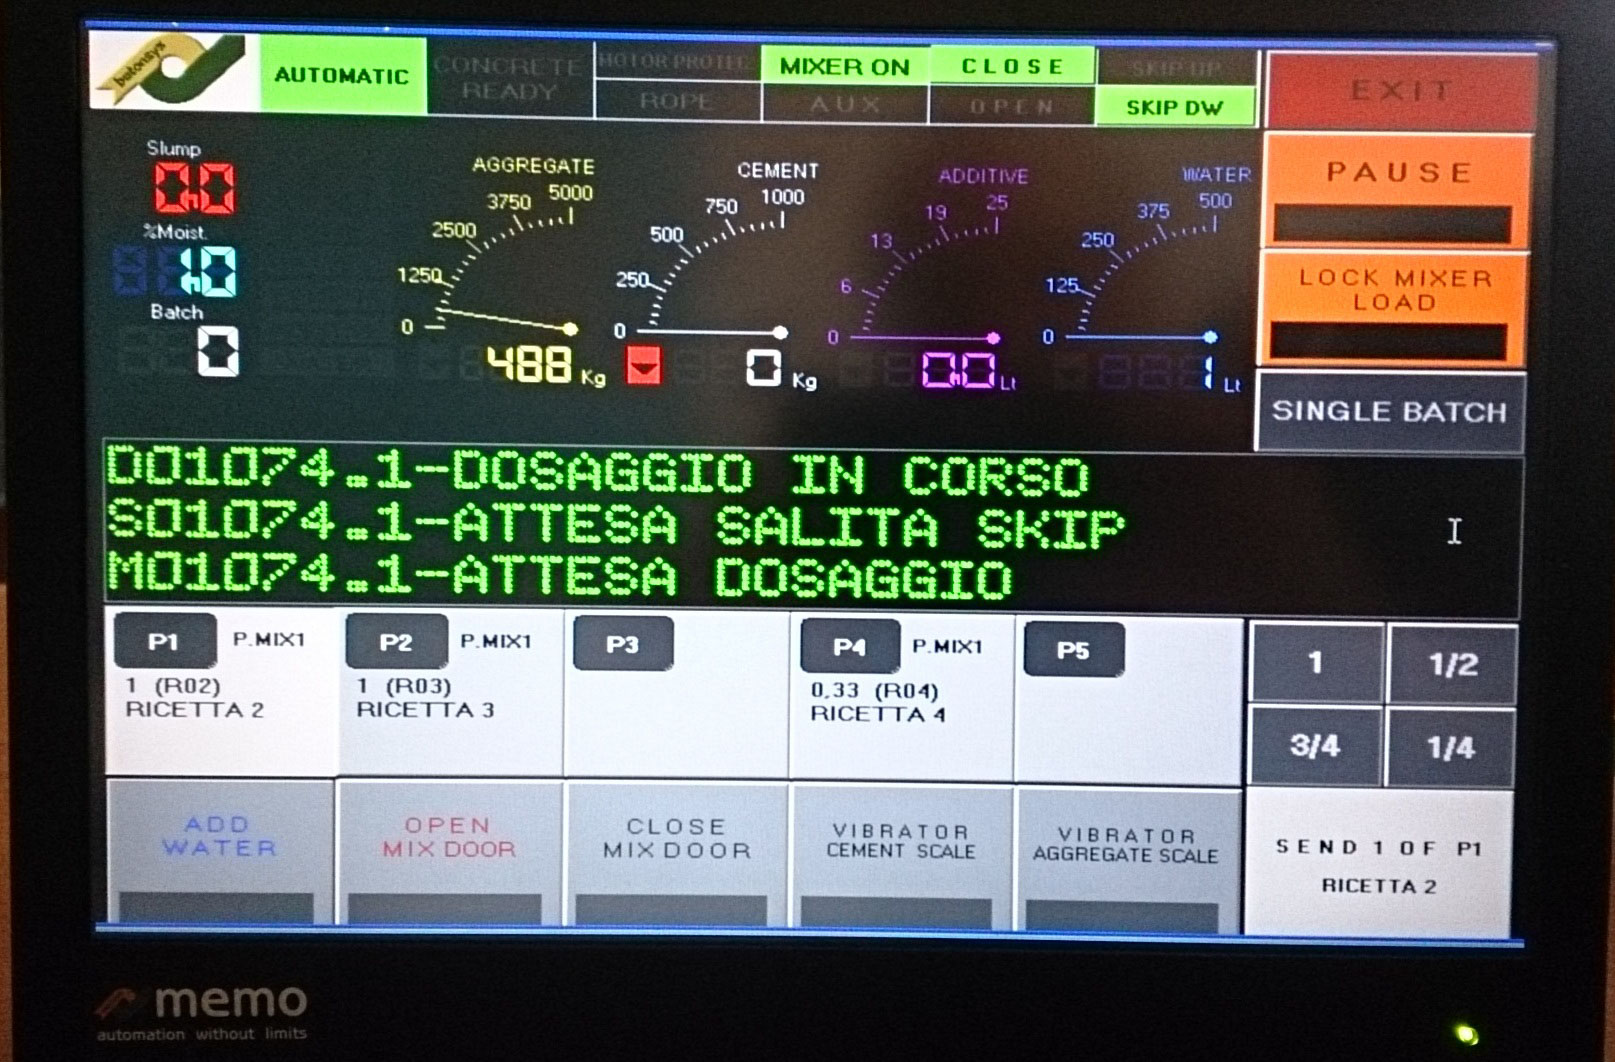 betonsys
AUTOMATIC
CONCRETE
READY
MOTOR PROTEC
ROPE
MIXER ON
AUX
CLOSE
OPEN
SKIP UP
SKIP DW
EXIT
Slump
0.0
%Moist.
1.0
Batch
0
AGGREGATE
0 1250 2500 3750 5000
488 Kg
CEMENT
0 250 500 750 1000
0 Kg
ADDITIVE
0 6 13 19 25
0.0 Lt
WATER
0 125 250 375 500
1 Lt
PAUSE
LOCK MIXER
LOAD
SINGLE BATCH
D01074..1-DOSAGGIO IN CORSO
S01074..1-ATTESA SALITA SKIP
M01074..1-ATTESA DOSAGGIO
P1 P.MIX1
1 (R02)
RICETTA 2
P2 P.MIX1
1 (R03)
RICETTA 3
P3
P4 P.MIX1
0,33 (R04)
RICETTA 4
P5
1 1/2
3/4 1/4
ADD
WATER
OPEN
MIX DOOR
CLOSE
MIX DOOR
VIBRATOR
CEMENT SCALE
VIBRATOR
AGGREGATE SCALE
SEND 1 OF P1
RICETTA 2
memo
automation without limits